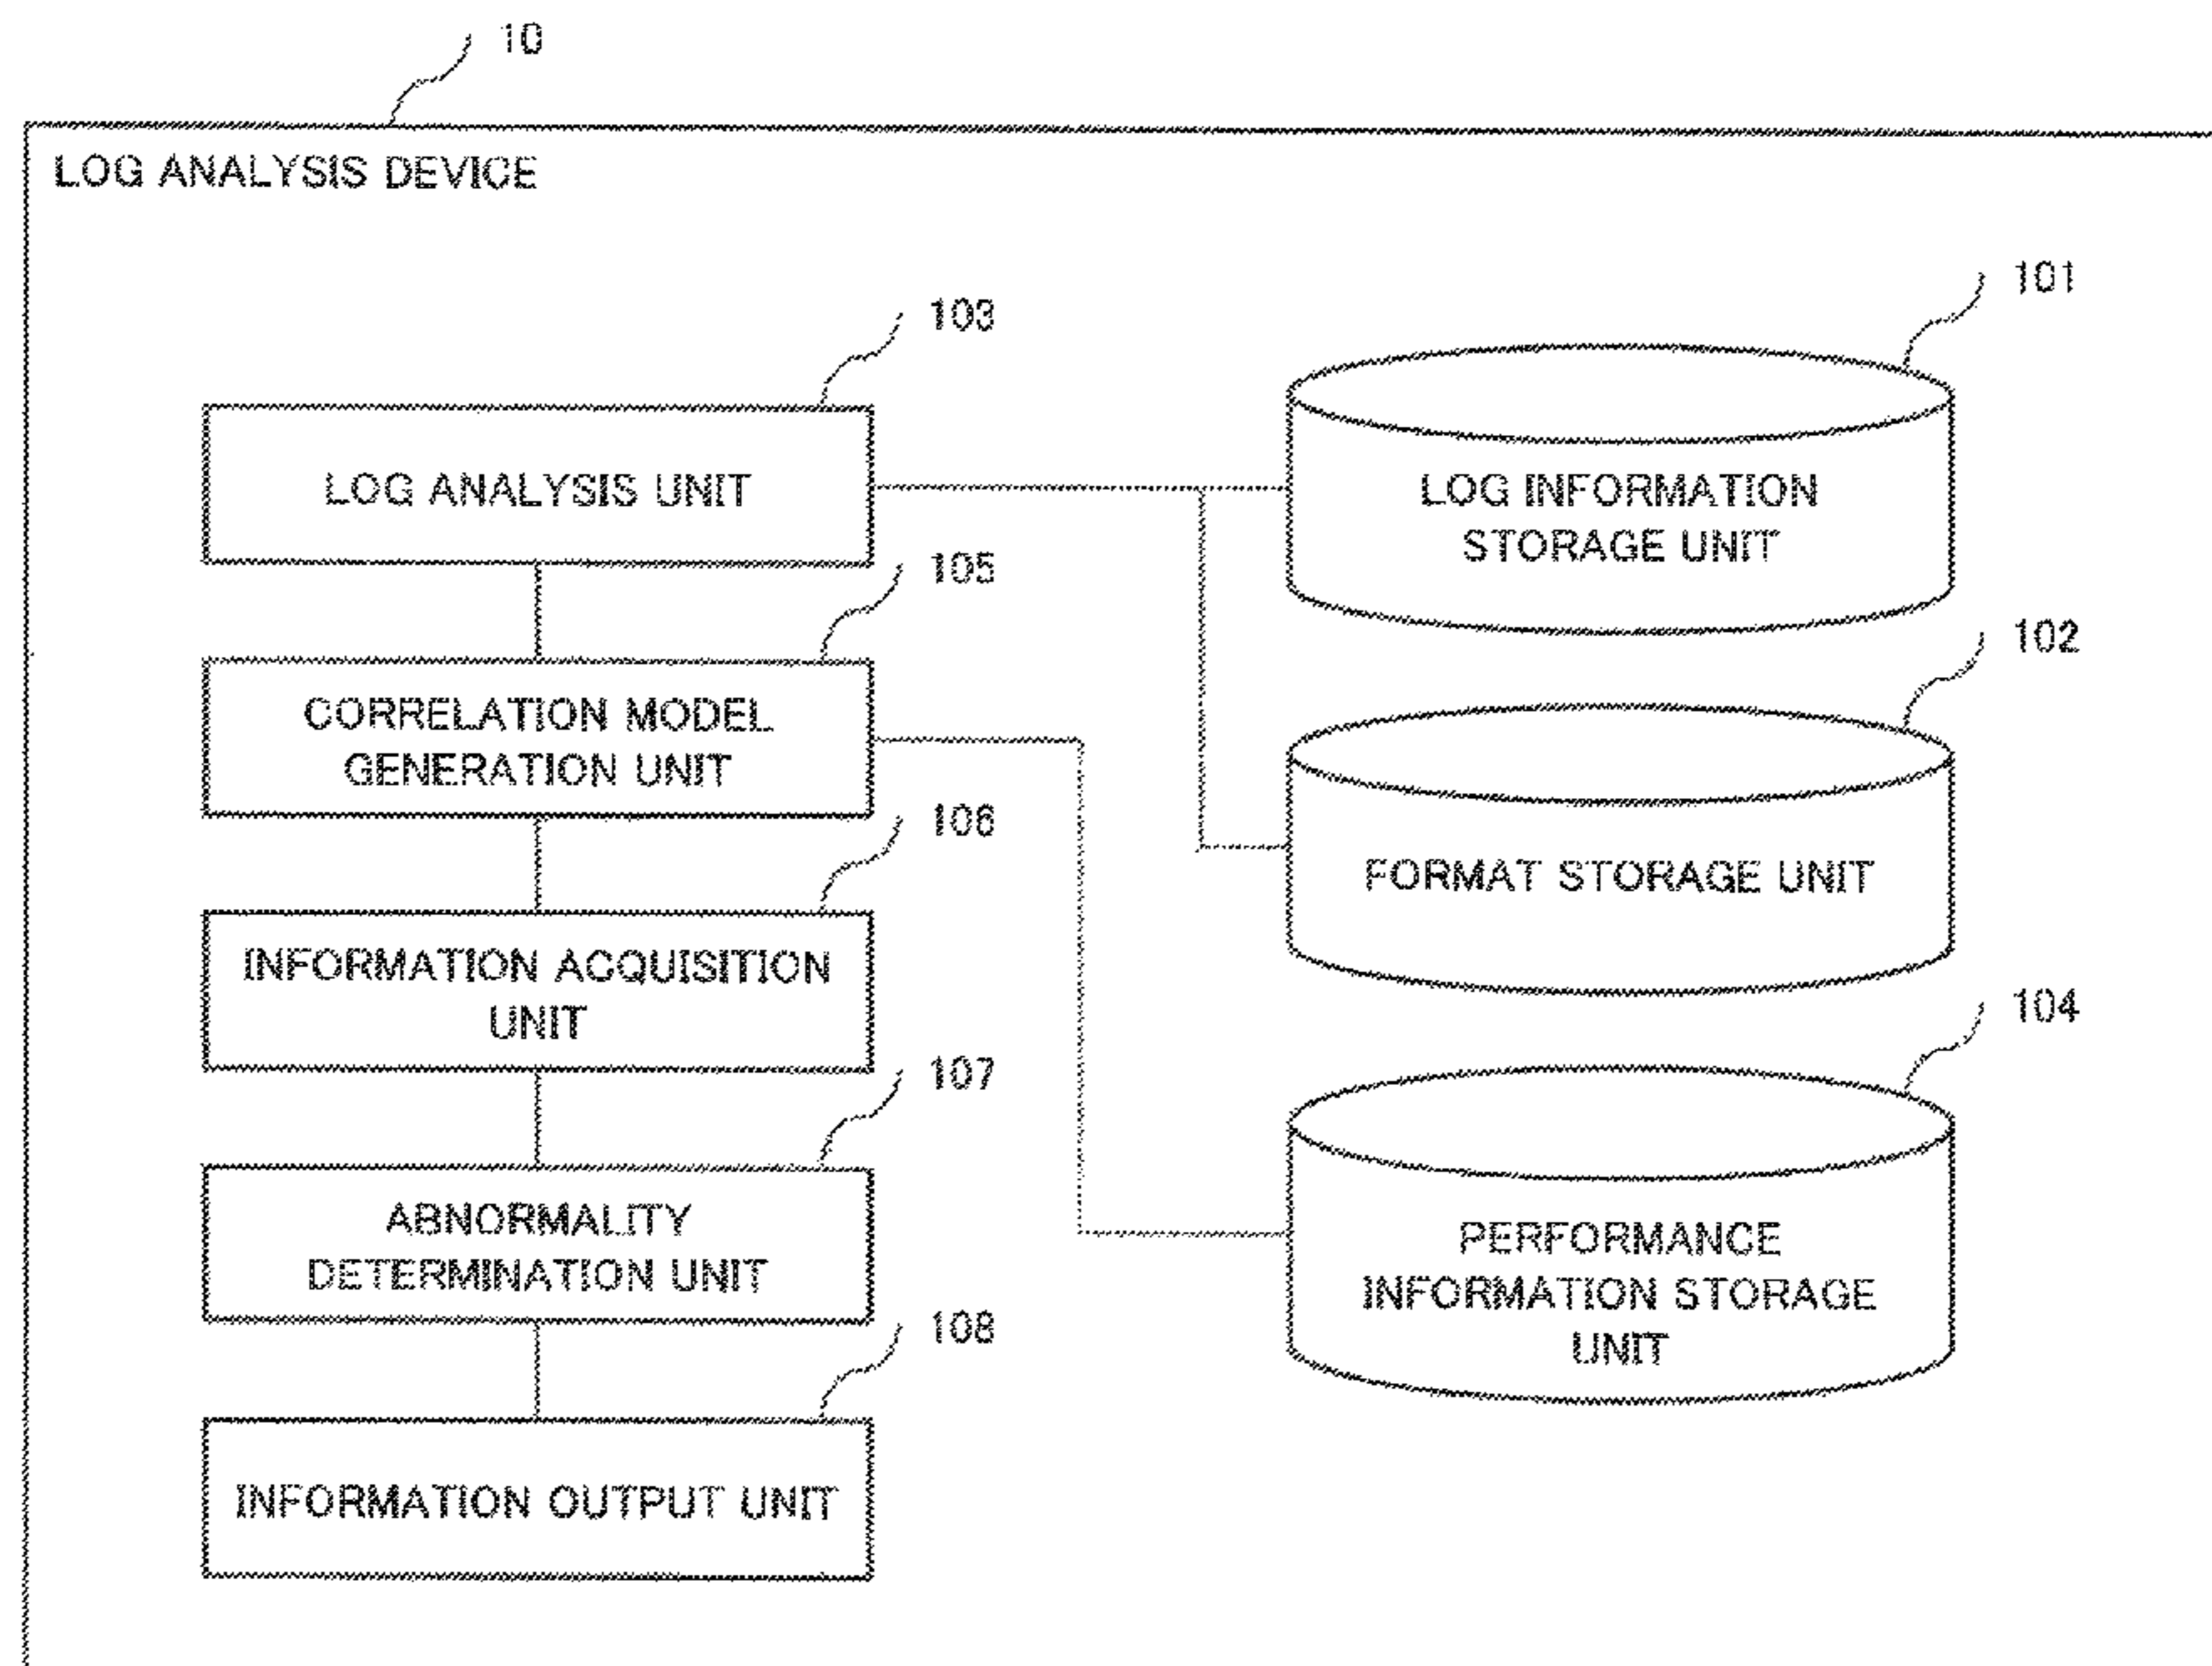 10
LOG ANALYSIS DEVICE
103
LOG ANALYSIS UNIT
105
CORRELATION MODEL
GENERATION UNIT
106
INFORMATION ACQUISITION
UNIT
107
ABNORMALITY
DETERMINATION UNIT
108
INFORMATION OUTPUT UNIT
101
LOG INFORMATION
STORAGE UNIT
102
FORMAT STORAGE UNIT
104
PERFORMANCE
INFORMATION STORAGE
UNIT